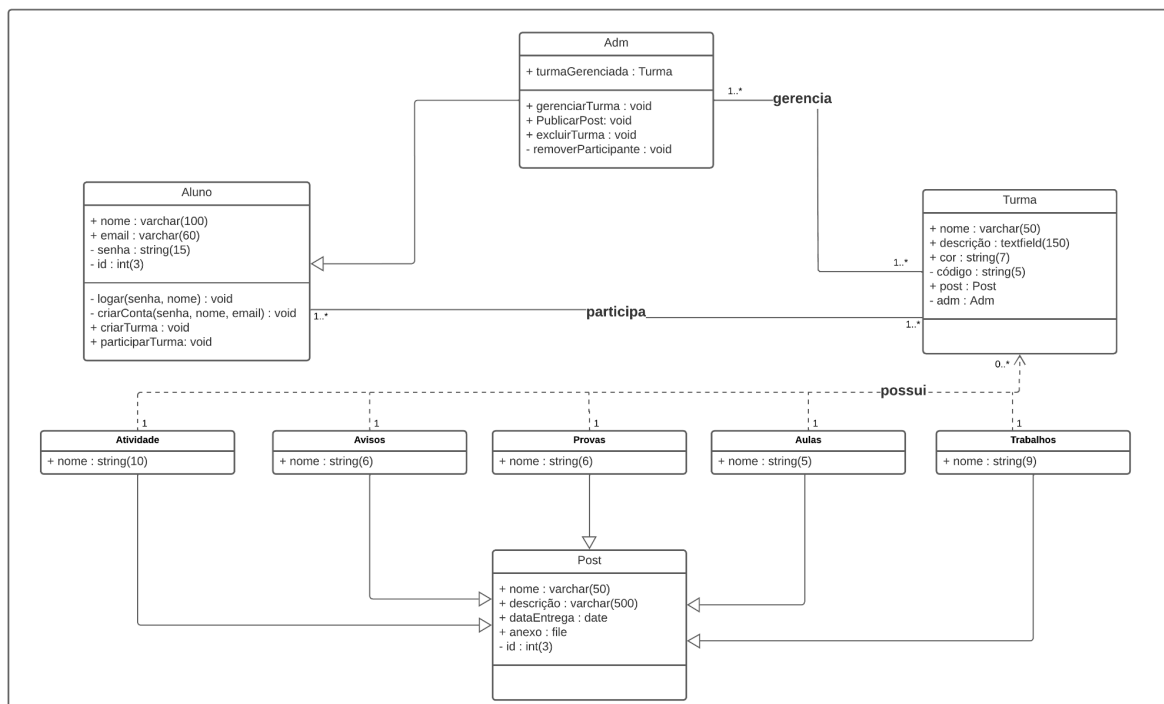 Adm
+ turmaGerenciada : Turma
+ gerenciarTurma : void
+ PublicarPost: void
+ excluirTurma : void
- removerParticipante : void
1..*
gerencia
1..*
Aluno
+ nome : varchar(100)
+ email : varchar(60)
- senha : string(15)
- id : int(3)
- logar(senha, nome) : void
- criarConta(senha, nome, email) : void
+ criarTurma : void
+ participarTurma: void
1..*
participa
1..*
Turma
+ nome : varchar(50)
+ descrição : textfield(150)
+ cor : string(7)
- código : string(5)
+ post : Post
- adm : Adm
0..*
possui
1
1
1
1
1
Atividade
+ nome : string(10)
Avisos
+ nome : string(6)
Provas
+ nome : string(6)
Aulas
+ nome : string(5)
Trabalhos
+ nome : string(9)
Post
+ nome : varchar(50)
+ descrição : varchar(500)
+ dataEntrega : date
+ anexo : file
- id : int(3)